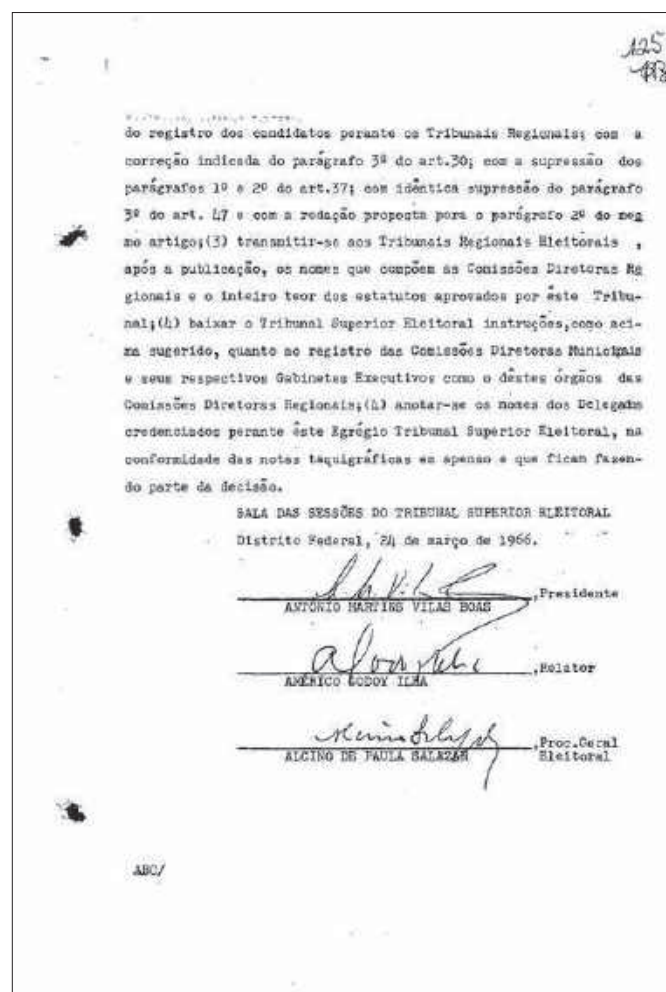 125
do registro dos candidatos perante os Tribunais Regionais; com a
correção indicada do parágrafo 3º do art.30; com a supressão dos
parágrafos 1º e 2º do art.37; com idêntica supressão do parágrafo
3º do art. 47 e com a redação proposta para o parágrafo 2º do mes
mo artigo;(3) transmitir-se aos Tribunais Regionais Eleitorais ,
após a publicação, os nomes que compõem as Comissões Diretoras Re
gionais e o inteiro teor dos estatutos aprovados por êste Tribu-
nal;(4) baixar o Tribunal Superior Eleitoral instruções,como aci-
ma sugerido, quanto ao registro das Comissões Diretoras Municipais
e seus respectivos Gabinetes Executivos como o dêstes órgãos das
Comissões Diretoras Regionais;(4) anotar-se os nomes dos Delegados
credenciados perante êste Egrégio Tribunal Superior Eleitoral, na
conformidade das notas taquigráficas em apenso e que ficam fazen-
do parte da decisão.
SALA DAS SESSÕES DO TRIBUNAL SUPERIOR ELEITORAL
Distrito Federal, 24 de março de 1966.
,Presidente
ANTÔNIO MARTINS VILAS BOAS
,Relator
AMÉRICO GODOY ILHA
,Proc.Geral
ALCINO DE PAULA SALAZAR Eleitoral
ABC/